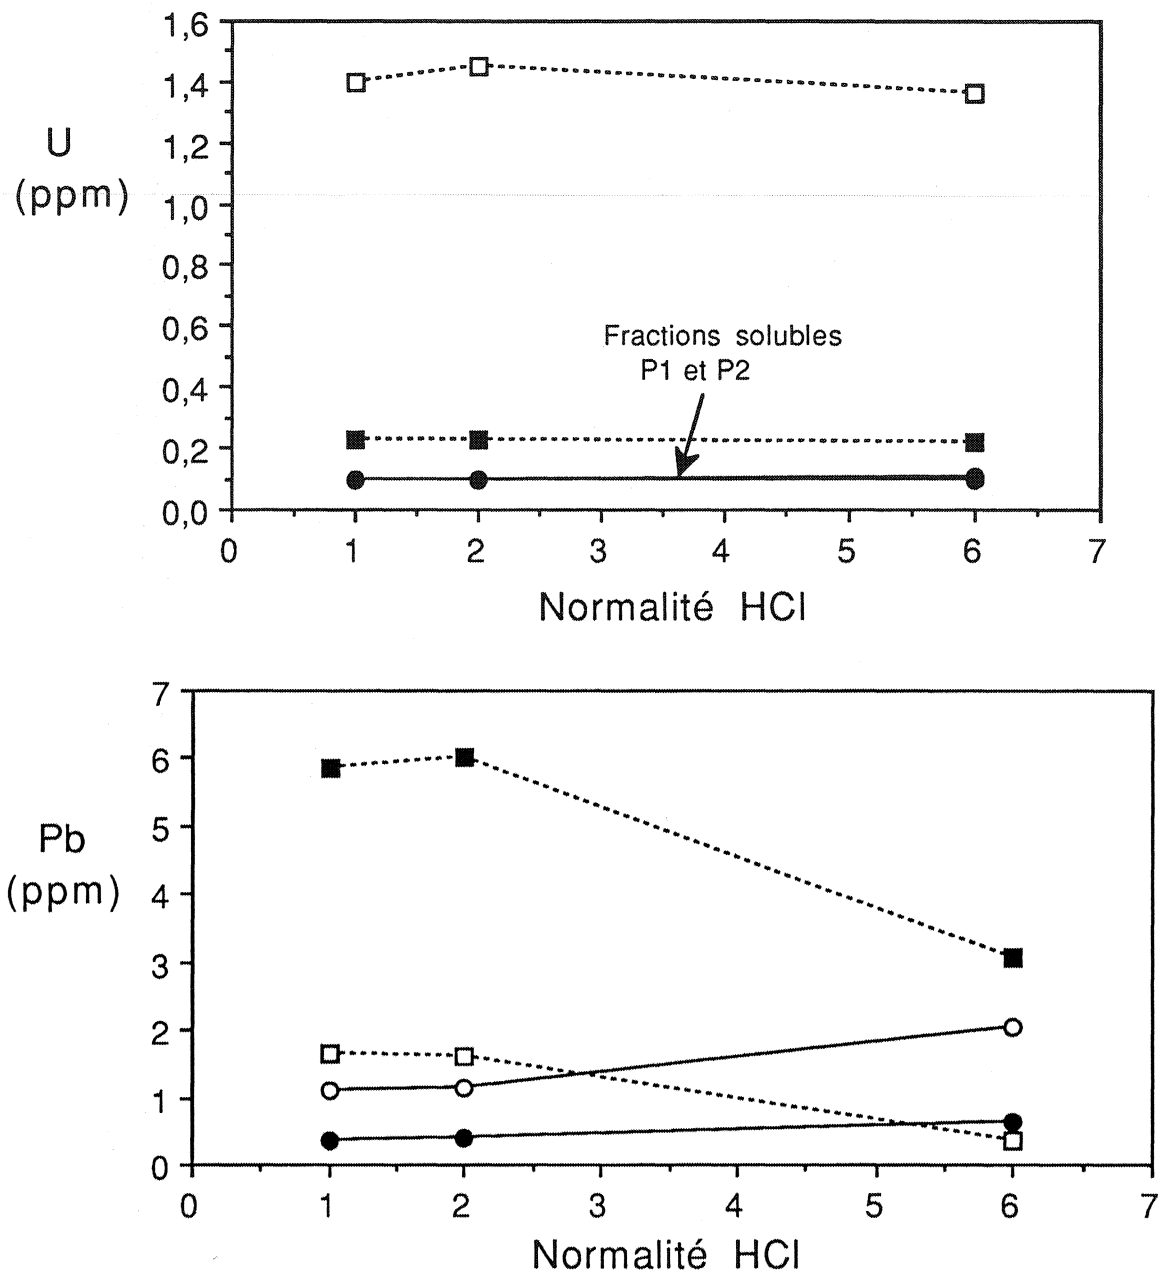 1,6
1,4
1,2
1,0
0,8
0,6
0,4
0,2
0,0
U
(ppm)
Fractions solubles
P1 et P2
0 1 2 3 4 5 6 7
Normalité HCl
7
6
5
4
3
2
1
0
Pb
(ppm)
0 1 2 3 4 5 6 7
Normalité HCl